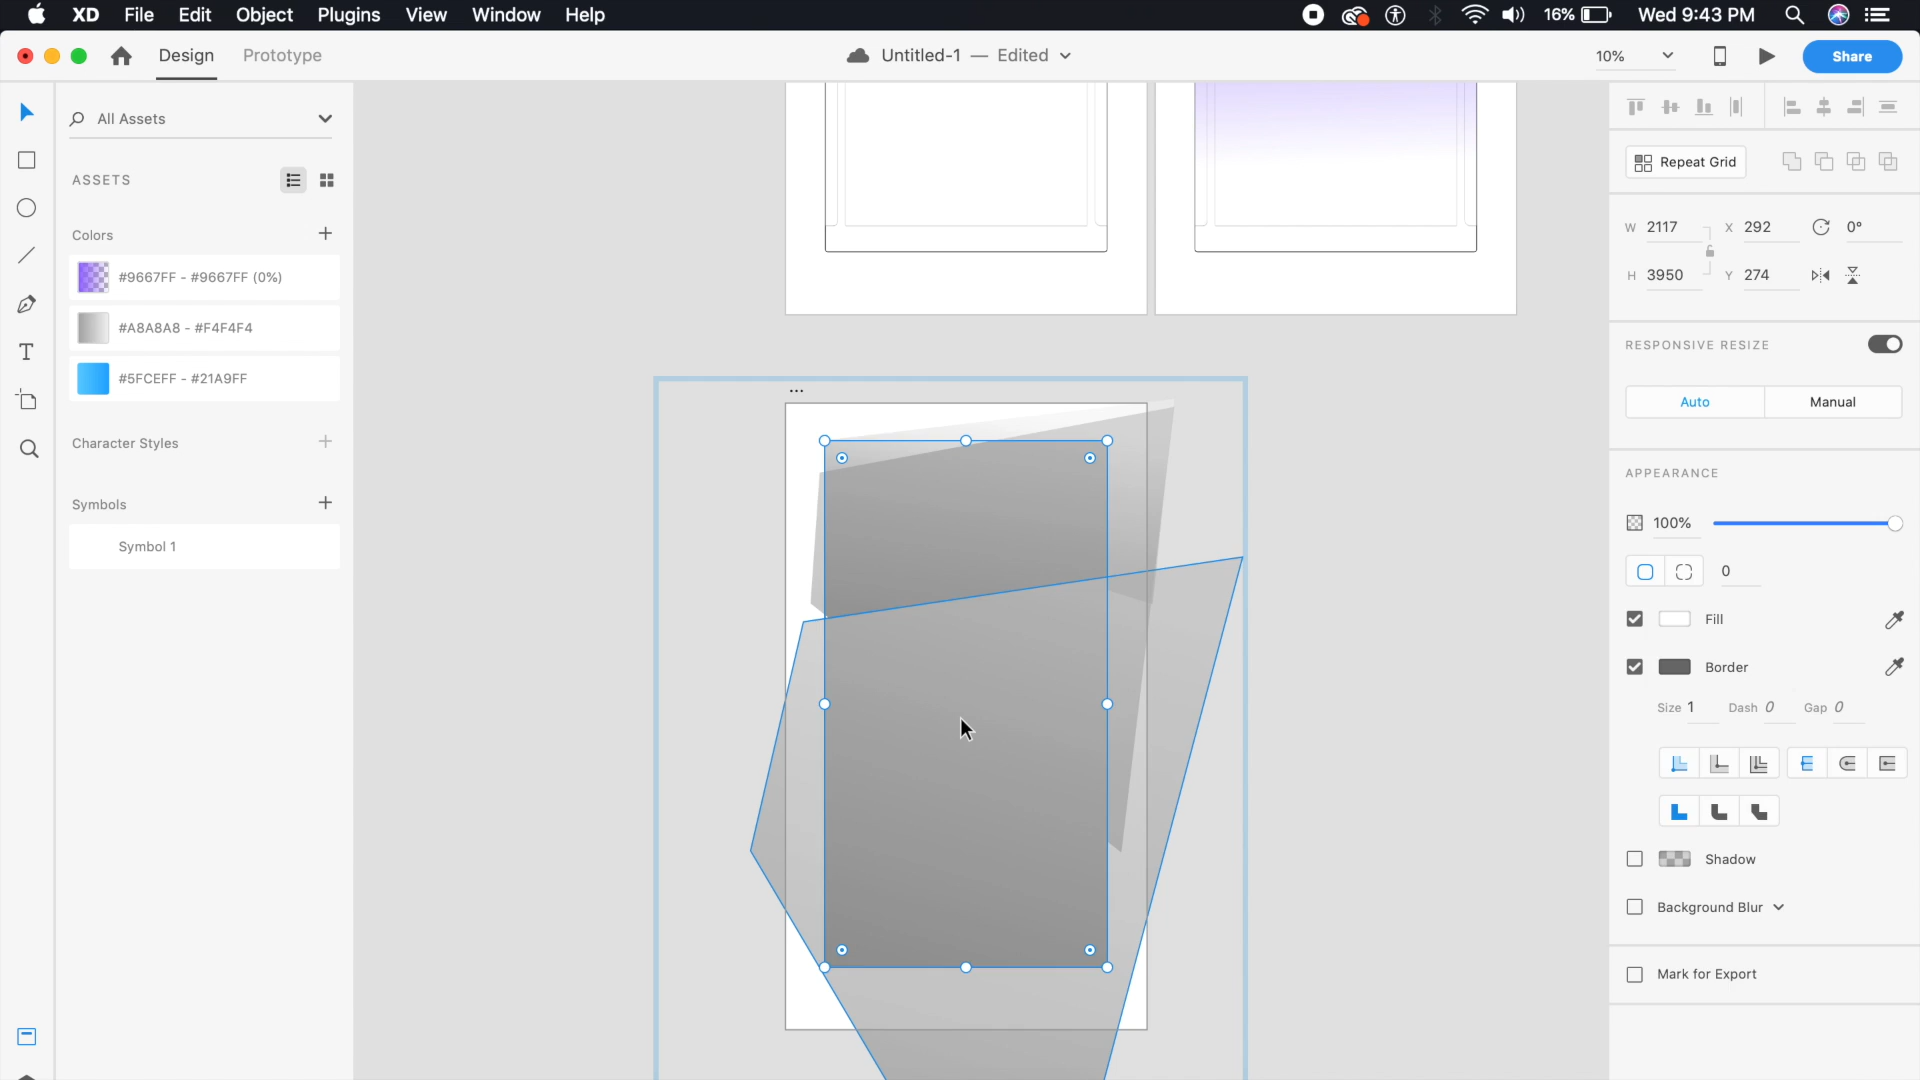 XD File Edit Object Plugins View Window Help 16% Wed 9:43 PM
Design Prototype Untitled-1 — Edited 10% Share
All Assets
ASSETS
Colors
#9667FF - #9667FF (0%)
#A8A8A8 - #F4F4F4
#5FCEFF - #21A9FF
Character Styles
Symbols
Symbol 1
...
Repeat Grid
W 2117 X 292 0°
H 3950 Y 274
RESPONSIVE RESIZE
Auto Manual
APPEARANCE
100%
0
Fill
Border
Size 1 Dash 0 Gap 0
Shadow
Background Blur
Mark for Export